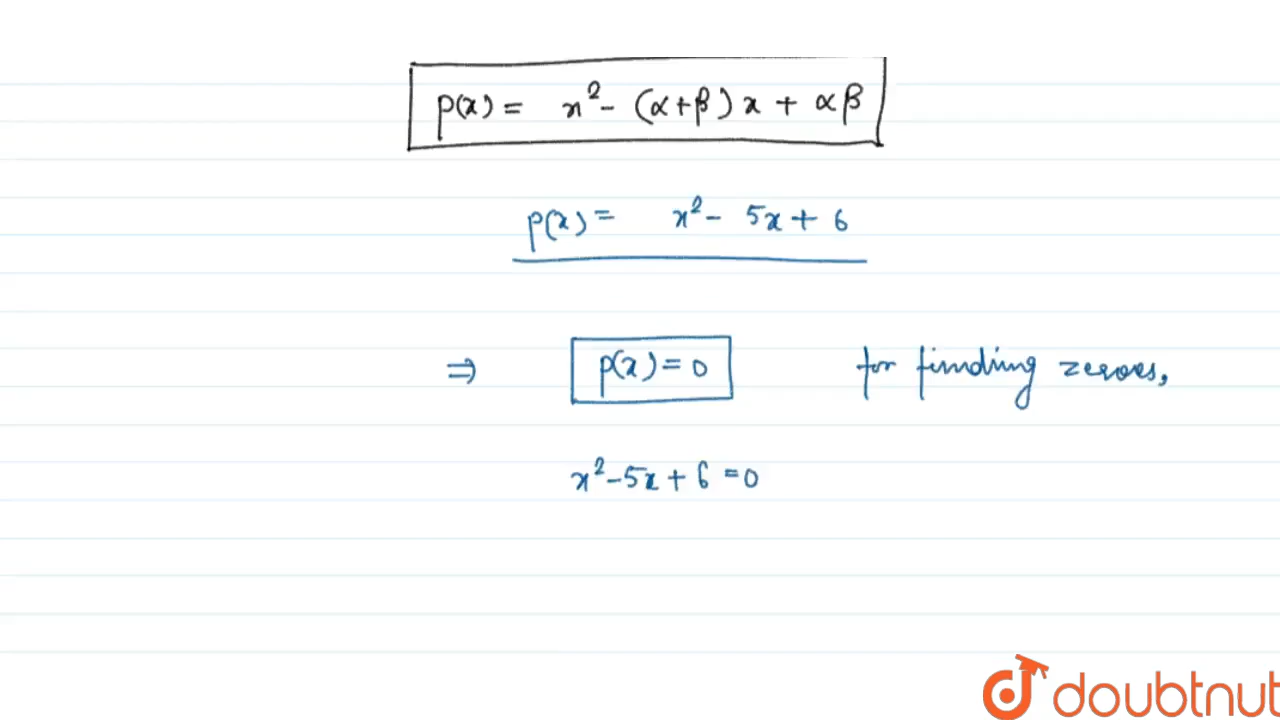 p(x) = x² - (α+β) x + αβ
p(x) = x² - 5x + 6
⇒ p(x) = 0 for finding zeroes,
x² - 5x + 6 = 0
doubtnut